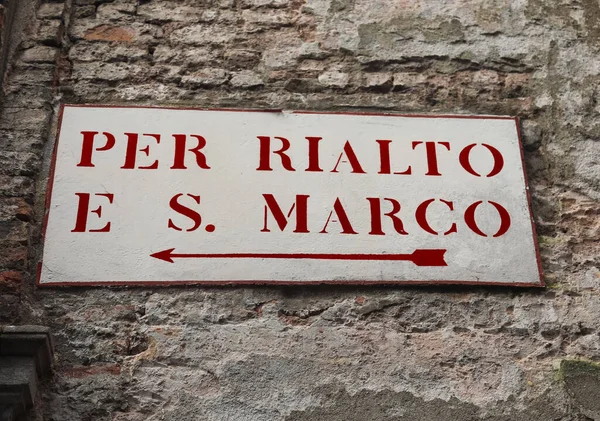 PER RIALTO
E S. MARCO